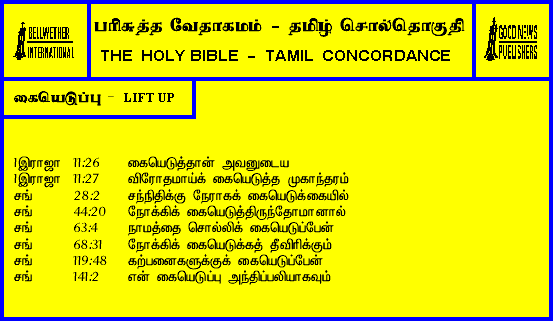 BELLWETHER
INTERNATIONAL
பரிசுத்த வேதாகமம் - தமிழ் சொல்தொகுதி
THE HOLY BIBLE - TAMIL CONCORDANCE
GOOD NEWS
PUBLISHERS
கையெடுப்பு - LIFT UP
1இராஜா 11:26 கையெடுத்தான் அவனுடைய
1இராஜா 11:27 விரோதமாய்க் கையெடுத்த முகாந்தரம்
சங் 28:2 சந்நிதிக்கு நேராகக் கையெடுக்கையில்
சங் 44:20 நோக்கிக் கையெடுத்திருந்தோமானால்
சங் 63:4 நாமத்தை சொல்லிக் கையெடுப்பேன்
சங் 68:31 நோக்கிக் கையெடுக்கத் தீவிரிக்கும்
சங் 119:48 கற்பனைகளுக்குக் கையெடுப்பேன்
சங் 141:2 என் கையெடுப்பு அந்திப்பலியாகவும்